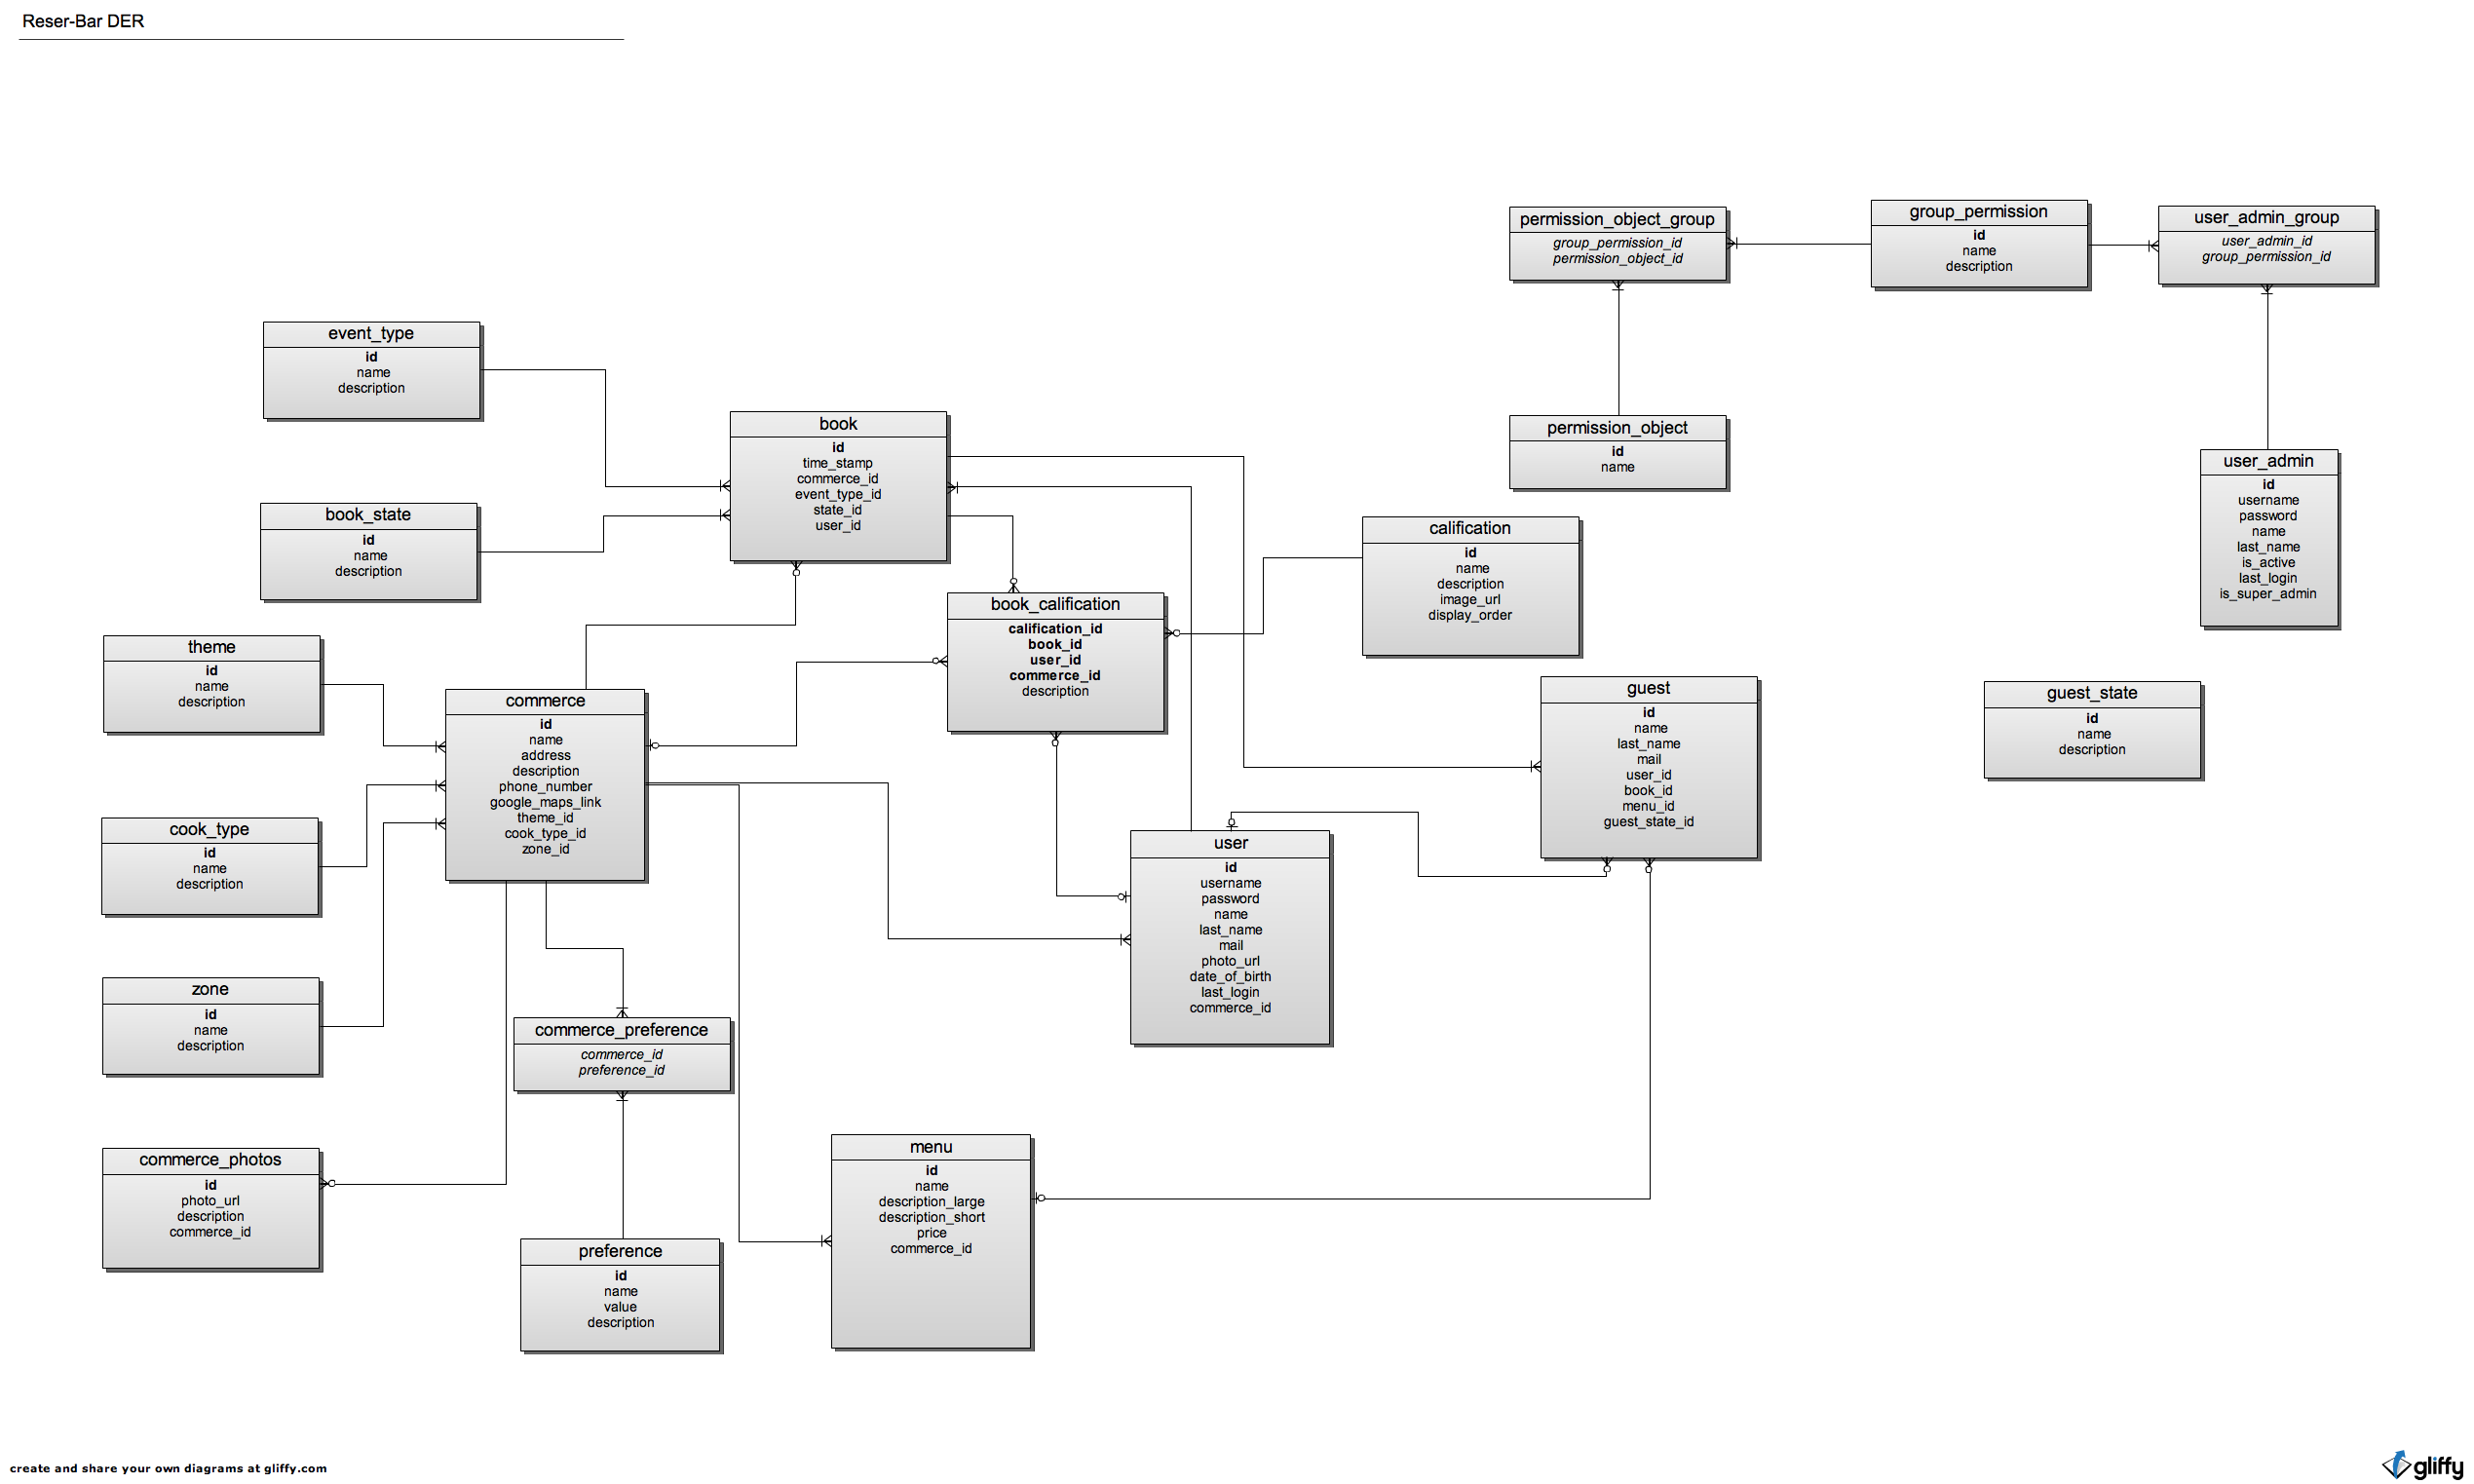 Reser-Bar DER
permission_object_group
group_permission_id
permission_object_id
group_permission
id
name
description
user_admin_group
user_admin_id
group_permission_id
event_type
id
name
description
book
id
time_stamp
commerce_id
event_type_id
state_id
user_id
permission_object
id
name
user_admin
id
username
password
name
last_name
is_active
last_login
is_super_admin
book_state
id
name
description
calification
id
name
description
image_url
display_order
book_calification
calification_id
book_id
user_id
commerce_id
description
theme
id
name
description
commerce
id
name
address
description
phone_number
google_maps_link
theme_id
cook_type_id
zone_id
guest
id
name
last_name
mail
user_id
book_id
menu_id
guest_state_id
guest_state
id
name
description
cook_type
id
name
description
user
id
username
password
name
last_name
mail
photo_url
date_of_birth
last_login
commerce_id
zone
id
name
description
commerce_preference
commerce_id
preference_id
commerce_photos
id
photo_url
description
commerce_id
menu
id
name
description_large
description_short
price
commerce_id
preference
id
name
value
description
create and share your own diagrams at gliffy.com
gliffy